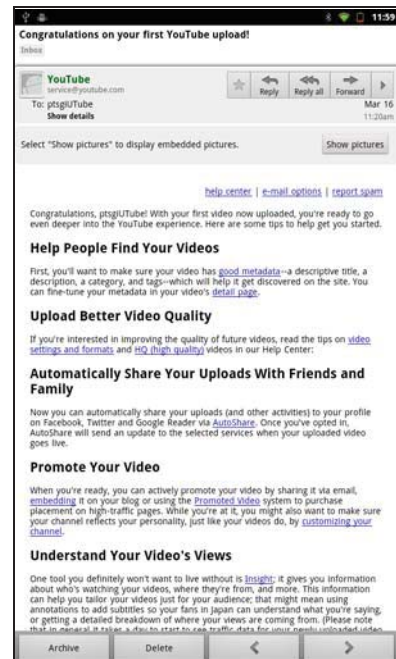 11:59
Congratulations on your first YouTube upload!
Inbox
YouTube
service@youtube.com
Reply
Reply all
Forward
To: ptsgiUTube
Mar 16
Show details
11:20am
Select "Show pictures" to display embedded pictures.
Show pictures
help center | e-mail options | report spam
Congratulations, ptsgiUTube! With your first video now uploaded, you're ready to go
even deeper into the YouTube experience. Here are some tips to help get you started.
Help People Find Your Videos
First, you'll want to make sure your video has good metadata--a descriptive title, a
description, a category, and tags--which will help it get discovered on the site. You
can fine-tune your metadata in your video's detail page.
Upload Better Video Quality
If you're interested in improving the quality of future videos, read the tips on video
settings and formats and HQ (high quality) videos in our Help Center:
Automatically Share Your Uploads With Friends and
Family
Now you can automatically share your uploads (and other activities) to your profile
on Facebook, Twitter and Google Reader via AutoShare. Once you've opted in,
AutoShare will send an update to the selected services when your uploaded video
goes live.
Promote Your Video
When you're ready, you can actively promote your video by sharing it via email,
embedding it on your blog or using the Promoted Video system to purchase
placement on high-traffic pages. While you're at it, you might also want to make sure
your channel reflects your personality, just like your videos do, by customizing your
channel.
Understand Your Video's Views
One tool you definitely won't want to live without is Insight; it gives you information
about who's watching your videos, where they're from, and more. This information
can help you tailor your videos just for your audience; that might mean using
annotations to add subtitles so your fans in Japan can understand what you're saying,
or getting a detailed breakdown of where your views are coming from. (Please note
that in general it takes a day to start to see traffic data for your newly uploaded video
Archive
Delete